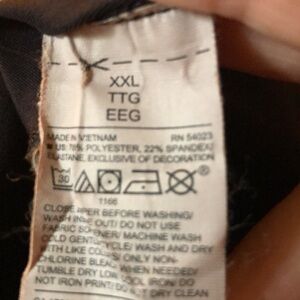 XXL
TTG
EEG
MADE IN VIETNAM RN 54023
US: 78% POLYESTER, 22% SPANDEX/
ELASTANE, EXCLUSIVE OF DECORATION
30
1166
CLOSE BEFORE WASHING/
WASH INSIDE OUT/ DO NOT USE
FABRIC SOFTENER/ MACHINE WASH
COLD GENTLE CYCLE/ WASH AND DRY
WITH LIKE COLORS/ ONLY NON-
CHLORINE BLEACH WHEN NEEDED/
TUMBLE DRY LOW/ COOL IRON/ DO
NOT IRON PRINT/ DO NOT DRY CLEAN